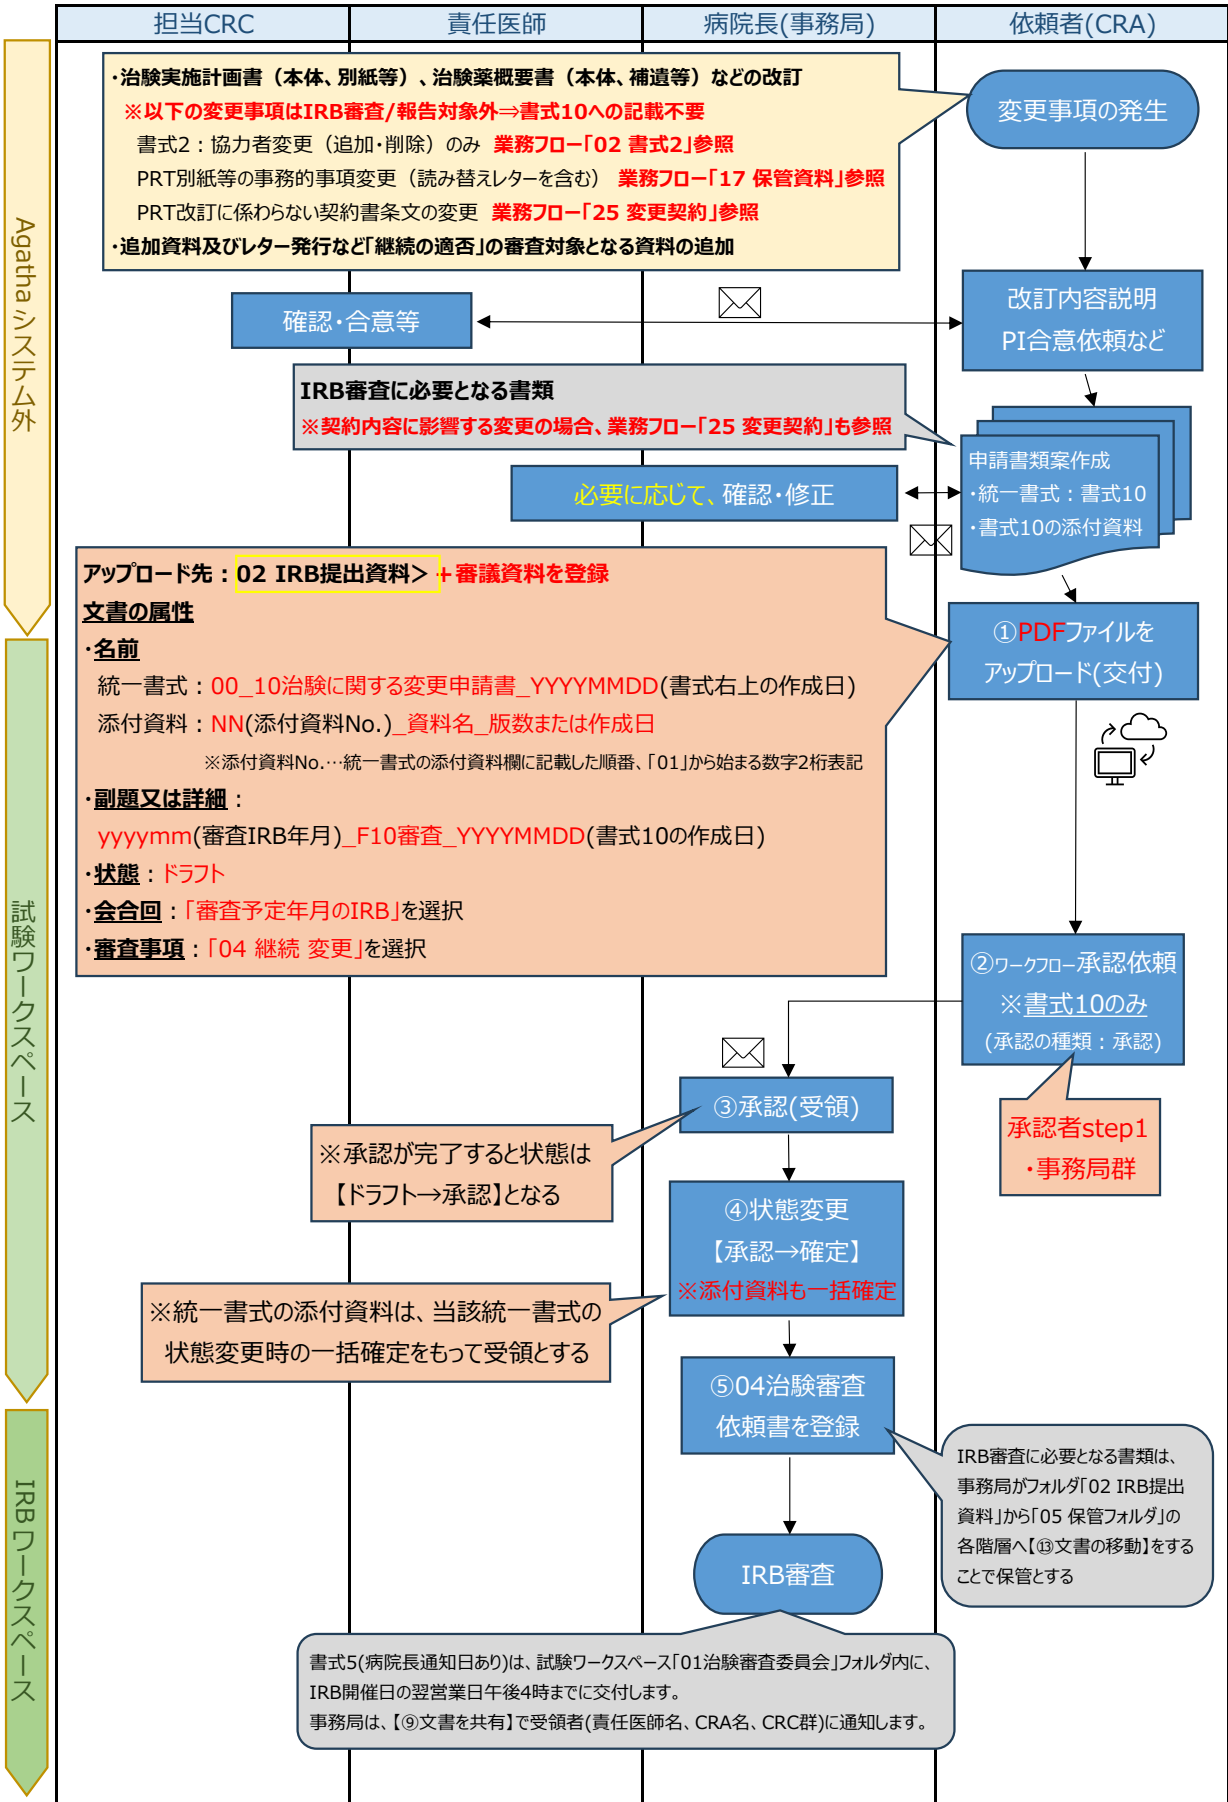 担当CRC
責任医師
病院長(事務局)
依頼者(CRA)
Agathaシステム外
試験ワークスペース
IRBワークスペース
・治験実施計画書（本体、別紙等）、治験薬概要書（本体、補遺等）などの改訂
※以下の変更事項はIRB審査/報告対象外⇒書式10への記載不要
書式2：協力者変更（追加・削除）のみ 業務フロー「02 書式2」参照
PRT別紙等の事務的事項変更（読み替えレターを含む） 業務フロー「17 保管資料」参照
PRT改訂に係わらない契約書条文の変更 業務フロー「25 変更契約」参照
・追加資料及びレター発行など「継続の適否」の審査対象となる資料の追加
変更事項の発生
改訂内容説明
PI合意依頼など
確認・合意等
IRB審査に必要となる書類
※契約内容に影響する変更の場合、業務フロー「25 変更契約」も参照
申請書類案作成
・統一書式：書式10
・書式10の添付資料
必要に応じて、確認・修正
アップロード先：02 IRB提出資料>＋審議資料を登録
文書の属性
・名前
統一書式：00_10治験に関する変更申請書_YYYYMMDD(書式右上の作成日)
添付資料：NN(添付資料No.)_資料名_版数または作成日
※添付資料No.…統一書式の添付資料欄に記載した順番、「01」から始まる数字2桁表記
・副題又は詳細：
yyyymm(審査IRB年月)_F10審査_YYYYMMDD(書式10の作成日)
・状態：ドラフト
・会合回：「審査予定年月のIRB」を選択
・審査事項：「04 継続 変更」を選択
①PDFファイルを
アップロード(交付)
②ワークフロー承認依頼
※書式10のみ
(承認の種類：承認)
承認者step1
・事務局群
③承認(受領)
※承認が完了すると状態は
【ドラフト→承認】となる
④状態変更
【承認→確定】
※添付資料も一括確定
※統一書式の添付資料は、当該統一書式の
状態変更時の一括確定をもって受領とする
⑤04治験審査
依頼書を登録
IRB審査に必要となる書類は、
事務局がフォルダ「02 IRB提出
資料」から「05 保管フォルダ」の
各階層へ【⑬文書の移動】をする
ことで保管とする
IRB審査
書式5(病院長通知日あり)は、試験ワークスペース「01治験審査委員会」フォルダ内に、
IRB開催日の翌営業日午後4時までに交付します。
事務局は、【⑨文書を共有】で受領者(責任医師名、CRA名、CRC群)に通知します。